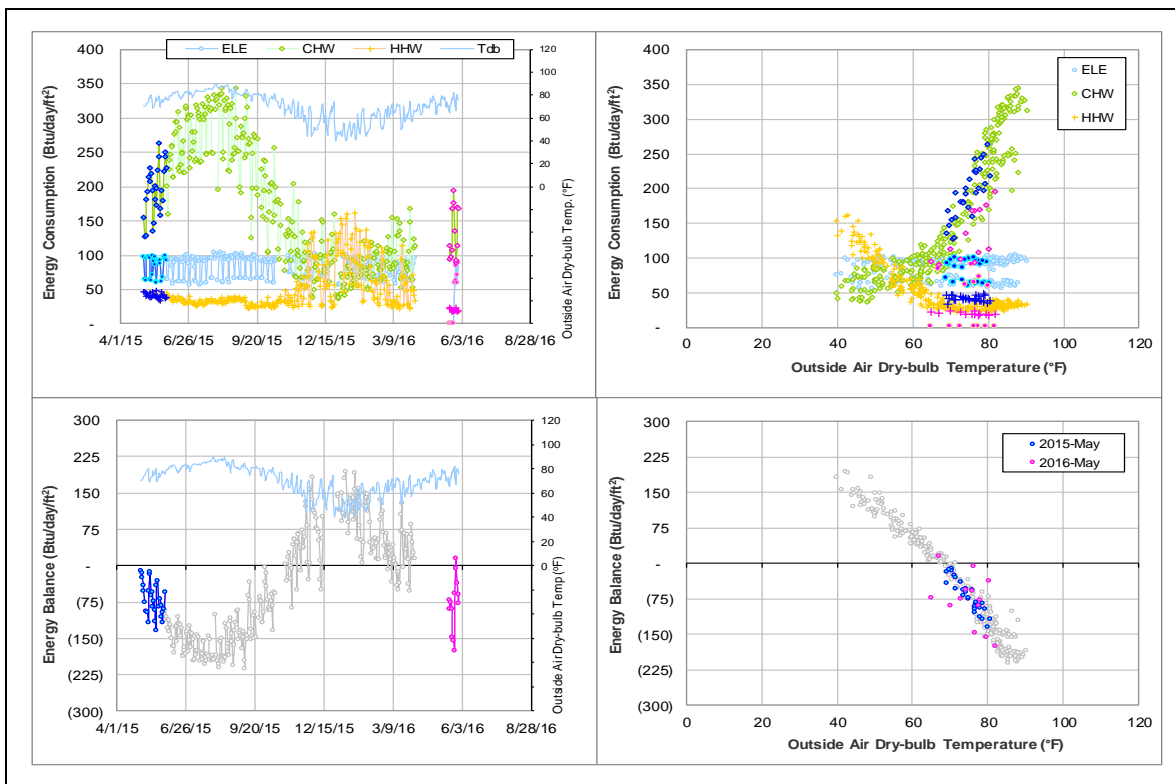 ELE CHW HHW Tdb
Energy Consumption (Btu/day/ft²)
400
350
300
250
200
150
100
50
-
120
100
80
60
40
20
0
Outside Air Dry-bulb Temp. (°F)
4/1/15 6/26/15 9/20/15 12/15/15 3/9/16 6/3/16 8/28/16
Energy Consumption (Btu/day/ft²)
400
350
300
250
200
150
100
50
-
ELE
CHW
HHW
0 20 40 60 80 100 120
Outside Air Dry-bulb Temperature (°F)
Energy Balance (Btu/day/ft²)
300
225
150
75
-
(75)
(150)
(225)
(300)
120
100
80
60
40
20
0
Outside Air Dry-bulb Temp (°F)
4/1/15 6/26/15 9/20/15 12/15/15 3/9/16 6/3/16 8/28/16
Energy Balance (Btu/day/ft²)
300
225
150
75
-
(75)
(150)
(225)
(300)
2015-May
2016-May
0 20 40 60 80 100 120
Outside Air Dry-bulb Temperature (°F)